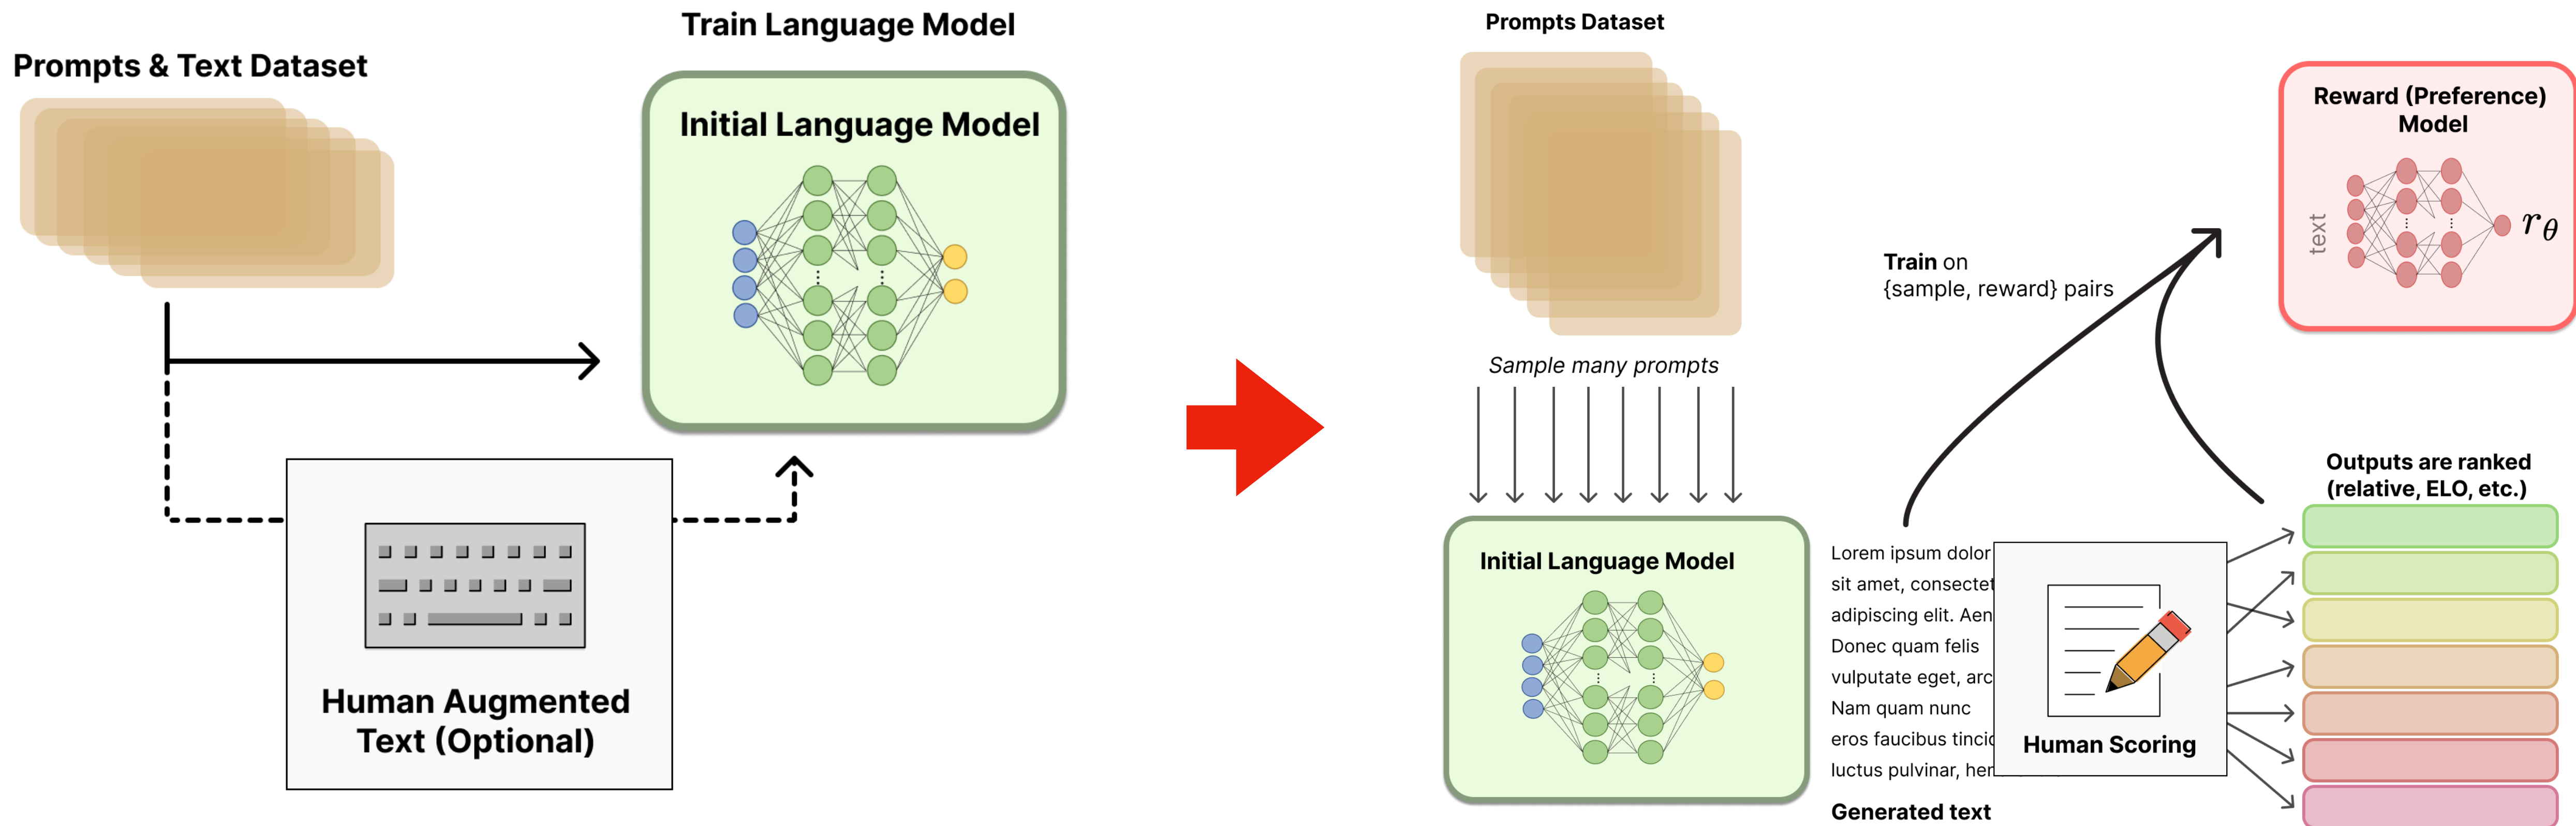 Prompts & Text Dataset
Train Language Model
Initial Language Model
Human Augmented
Text (Optional)
Prompts Dataset
Sample many prompts
Initial Language Model
Lorem ipsum dolor
sit amet, consectet
adipiscing elit. Aen
Donec quam felis
vulputate eget, arc
Nam quam nunc
eros faucibus tincid
luctus pulvinar, her
Generated text
Human Scoring
Train on
{sample, reward} pairs
Reward (Preference)
Model
text
rθ
Outputs are ranked
(relative, ELO, etc.)